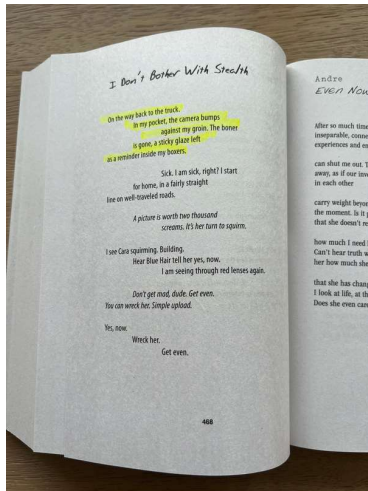 I Don't Bother With Stealth
On the way back to the truck.
In my pocket, the camera bumps
against my groin. The boner
is gone, a sticky glaze left
as a reminder inside my boxers.
Sick. I am sick, right? I start
for home, in a fairly straight
line on well-traveled roads.
A picture is worth two thousand
screams. It's her turn to squirm.
I see Cara squirming. Building.
Hear Blue Hair tell her yes, now.
I am seeing through red lenses again.
Don't get mad, dude. Get even.
You can wreck her. Simple upload.
Yes, now.
Wreck her.
Get even.
468
Andre
Even Now
After so much time
inseparable, conne
experiences and en
can shut me out. T
away, as if our inv
in each other
carry weight beyon
the moment. Is it p
that she doesn't re
how much I need
Can't bear truth w
her how much she
that she has chang
I look at life, at th
Does she even care